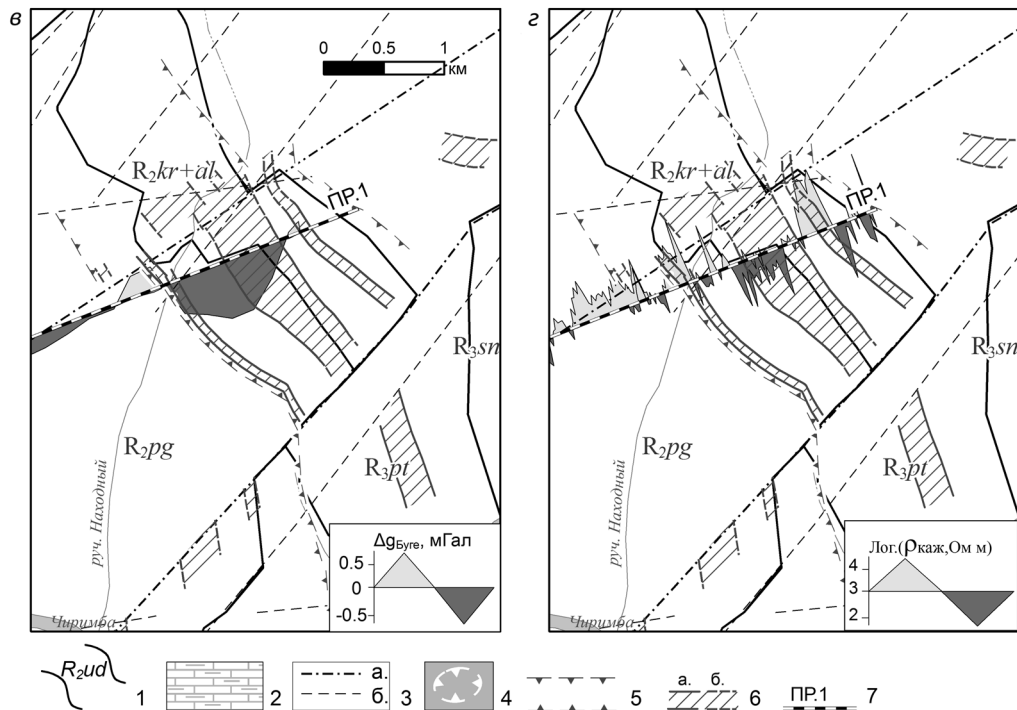 в
0 0.5 1
км
R₂kr+al
ПР.1
R₃sn
R₂pg
R₃pt
руч. Находный
Чиримба
Δgбуге, мГал
0.5
0
-0.5
г
R₂kr+al
ПР.1
R₃sn
R₂pg
R₃pt
руч. Находный
Чиримба
Лог.(ρкаж,Ом м)
4
3
2
R₂ud 1
2
а.
б. 3
4
5
а. б. 6
ПР.1 7